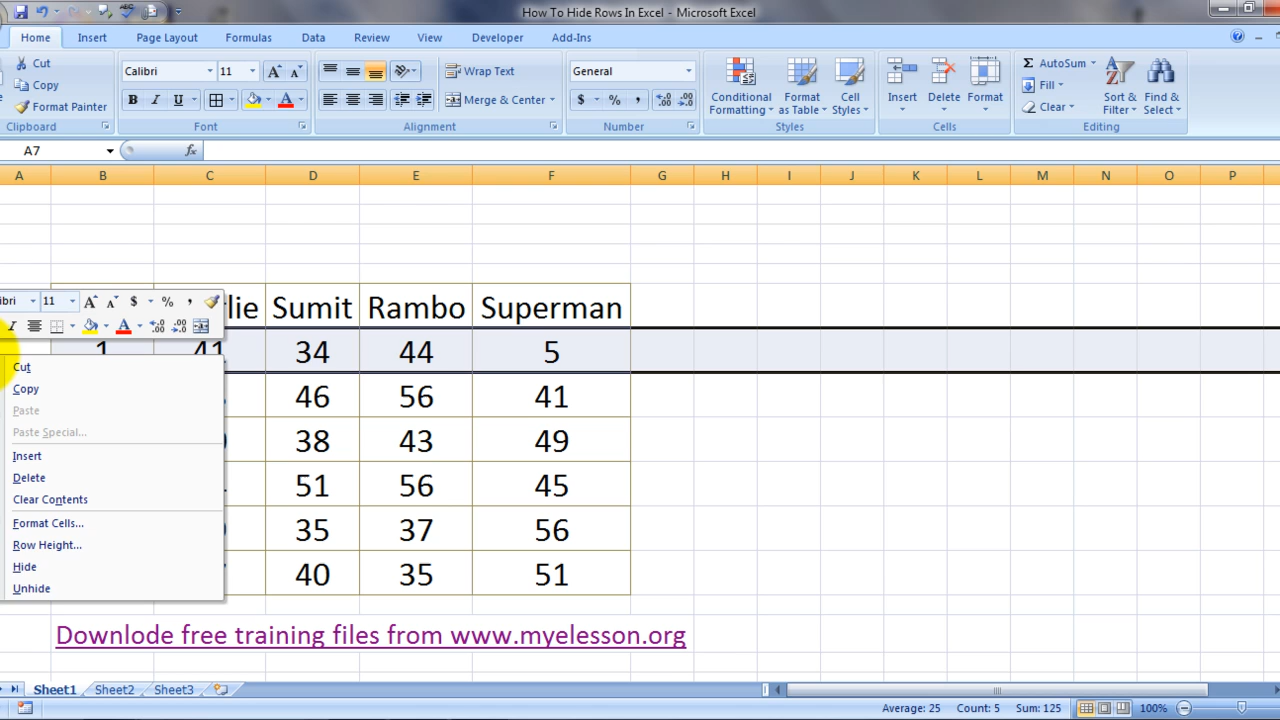 How To Hide Rows In Excel - Microsoft Excel
Home Insert Page Layout Formulas Data Review View Developer Add-Ins
Cut
Copy
Format Painter
Clipboard
Calibri 11
B I U
Font
Wrap Text
Merge & Center
Alignment
General
$ % ,
Number
Conditional Formatting
Format as Table
Cell Styles
Styles
Insert Delete Format
Cells
AutoSum
Fill
Clear
Sort & Filter
Find & Select
Editing
A7 fx
A B C D E F G H I J K L M N O P
lie Sumit Rambo Superman
1 41 34 44 5
46 56 41
38 43 49
51 56 45
35 37 56
40 35 51
ibri 11 A A $ % ,
I A
Cut
Copy
Paste
Paste Special...
Insert
Delete
Clear Contents
Format Cells...
Row Height...
Hide
Unhide
Downlode free training files from www.myelesson.org
Sheet1 Sheet2 Sheet3
Average: 25 Count: 5 Sum: 125 100%